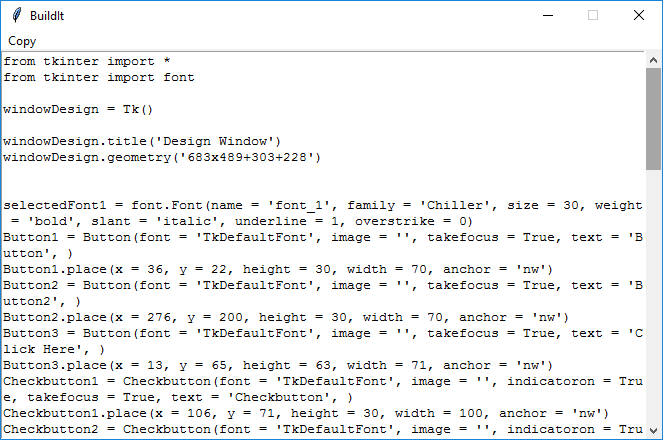 BuildIt
Copy
from tkinter import *
from tkinter import font
windowDesign = Tk()
windowDesign.title('Design Window')
windowDesign.geometry('683x489+303+228')
selectedFont1 = font.Font(name = 'font_1', family = 'Chiller', size = 30, weight
 = 'bold', slant = 'italic', underline = 1, overstrike = 0)
Button1 = Button(font = 'TkDefaultFont', image = '', takefocus = True, text = 'B
utton', )
Button1.place(x = 36, y = 22, height = 30, width = 70, anchor = 'nw')
Button2 = Button(font = 'TkDefaultFont', image = '', takefocus = True, text = 'B
utton2', )
Button2.place(x = 276, y = 200, height = 30, width = 70, anchor = 'nw')
Button3 = Button(font = 'TkDefaultFont', image = '', takefocus = True, text = 'C
lick Here', )
Button3.place(x = 13, y = 65, height = 63, width = 71, anchor = 'nw')
Checkbutton1 = Checkbutton(font = 'TkDefaultFont', image = '', indicatoron = Tru
e, takefocus = True, text = 'Checkbutton', )
Checkbutton1.place(x = 106, y = 71, height = 30, width = 100, anchor = 'nw')
Checkbutton2 = Checkbutton(font = 'TkDefaultFont', image = '', indicatoron = Tru